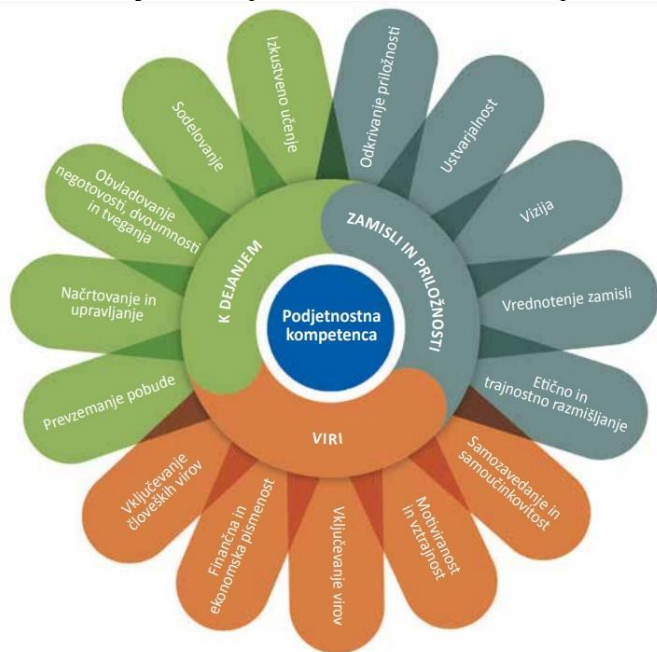 Podjetnostna
kompetenca
ZAMISLI IN PRILOŽNOSTI
Odkrivanje priložnosti
Ustvarjalnost
Vizija
Vrednotenje zamisli
Etično in
trajnostno razmišljanje
VIRI
Samozavedanje in
samoučinkovitost
Motiviranost
in vztrajnost
Vključevanje virov
Finančna in
ekonomska pismenost
Vključevanje
človeških virov
K DEJANJEM
Prevzemanje pobude
Načrtovanje in
upravljanje
Obvladovanje
negotovosti, dvoumnosti
in tveganja
Sodelovanje
Izkustveno učenje